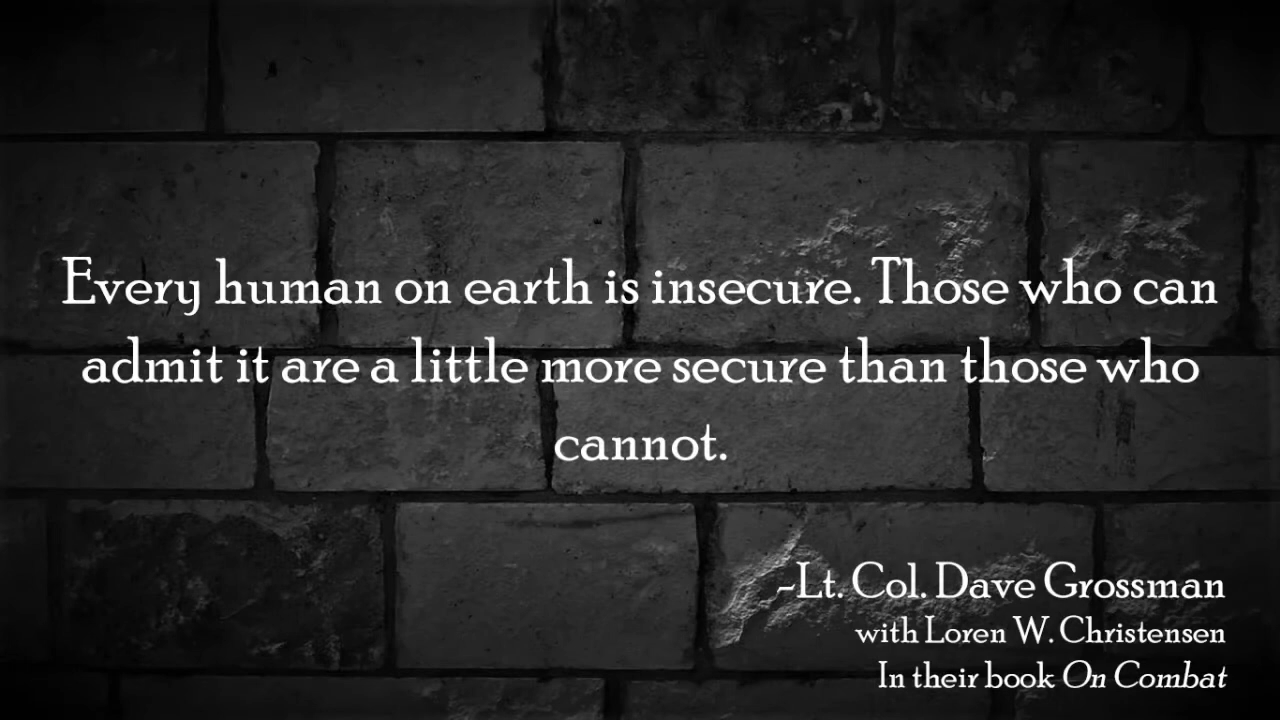 Every human on earth is insecure. Those who can
admit it are a little more secure than those who
cannot.
-Lt. Col. Dave Grossman
with Loren W. Christensen
In their book On Combat